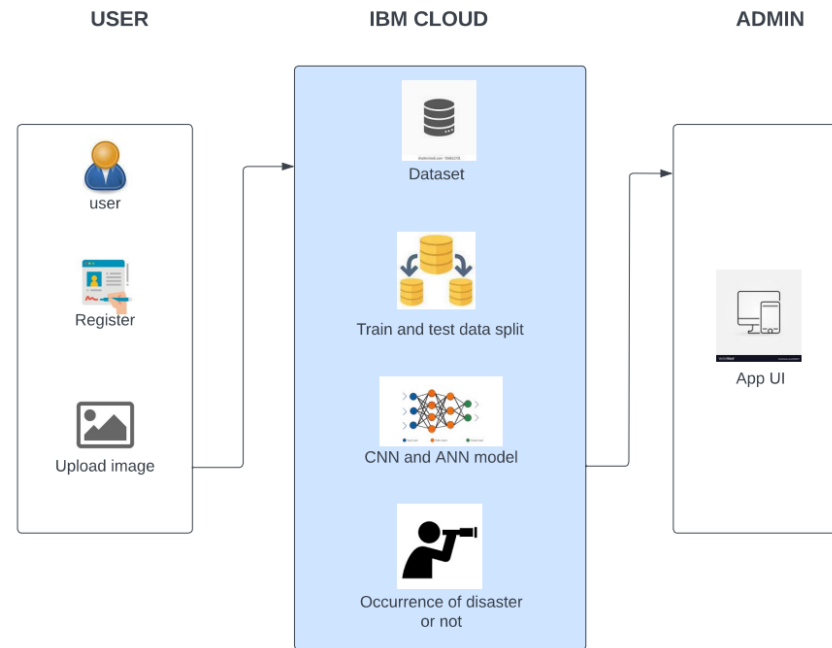 USER
IBM CLOUD
ADMIN
user
Register
Upload image
Dataset
Train and test data split
CNN and ANN model
Occurrence of disaster
or not
App UI